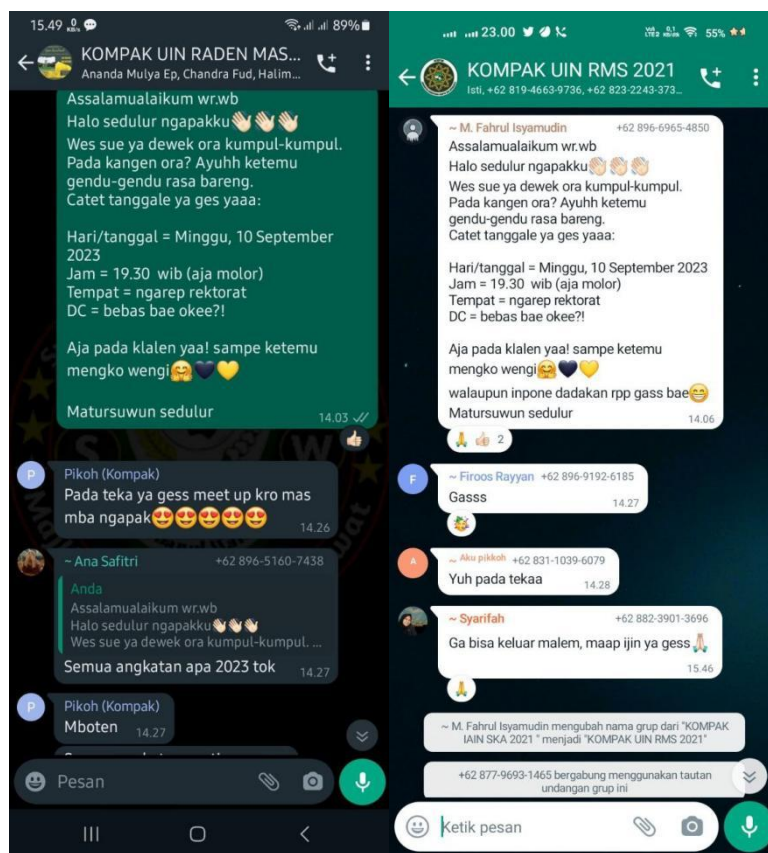 15.49 0 KB/s 89%
KOMPAK UIN RADEN MAS...
Ananda Mulya Ep, Chandra Fud, Halim...
Assalamualaikum wr.wb
Halo sedulur ngapakku👋🏻👋🏻👋🏻
Wes sue ya dewek ora kumpul-kumpul.
Pada kangen ora? Ayuhh ketemu
gendu-gendu rasa bareng.
Catet tanggale ya ges yaaa:
Hari/tanggal = Minggu, 10 September
2023
Jam = 19.30 wib (aja molor)
Tempat = ngarep rektorat
DC = bebas bae okee?!
Aja pada klalen yaa! sampe ketemu
mengko wengi🤗🖤💛
Matursuwun sedulur
14.03
P
Pikoh (Kompak)
Pada teka ya gess meet up kro mas
mba ngapak😍😍😍😍😍
14.26
~ Ana Safitri +62 896-5160-7438
Anda
Assalamualaikum wr.wb
Halo sedulur ngapakku👋🏻👋🏻👋🏻
Wes sue ya dewek ora kumpul-kumpul. ...
Semua angkatan apa 2023 tok
14.27
P
Pikoh (Kompak)
Mboten 14.27
Pesan
23.00 55%
KOMPAK UIN RMS 2021
Isti, +62 819-4663-9736, +62 823-2243-373...
~ M. Fahrul Isyamudin +62 896-6965-4850
Assalamualaikum wr.wb
Halo sedulur ngapakku👋🏻👋🏻👋🏻
Wes sue ya dewek ora kumpul-kumpul.
Pada kangen ora? Ayuhh ketemu
gendu-gendu rasa bareng.
Catet tanggale ya ges yaaa:
Hari/tanggal = Minggu, 10 September 2023
Jam = 19.30 wib (aja molor)
Tempat = ngarep rektorat
DC = bebas bae okee?!
Aja pada klalen yaa! sampe ketemu
mengko wengi🤗🖤💛
walaupun inpone dadakan rpp gass bae😁
Matursuwun sedulur
14.06
🙏 👍🏻 2
F
~ Firoos Rayyan +62 896-9192-6185
Gasss
14.27
A
~ Aku pikkoh +62 831-1039-6079
Yuh pada tekaa
14.28
~ Syarifah +62 882-3901-3696
Ga bisa keluar malem, maap ijin ya gess🙏🏻
15.46
~ M. Fahrul Isyamudin mengubah nama grup dari "KOMPAK
IAIN SKA 2021 " menjadi "KOMPAK UIN RMS 2021"
+62 877-9693-1465 bergabung menggunakan tautan
undangan grup ini
Ketik pesan